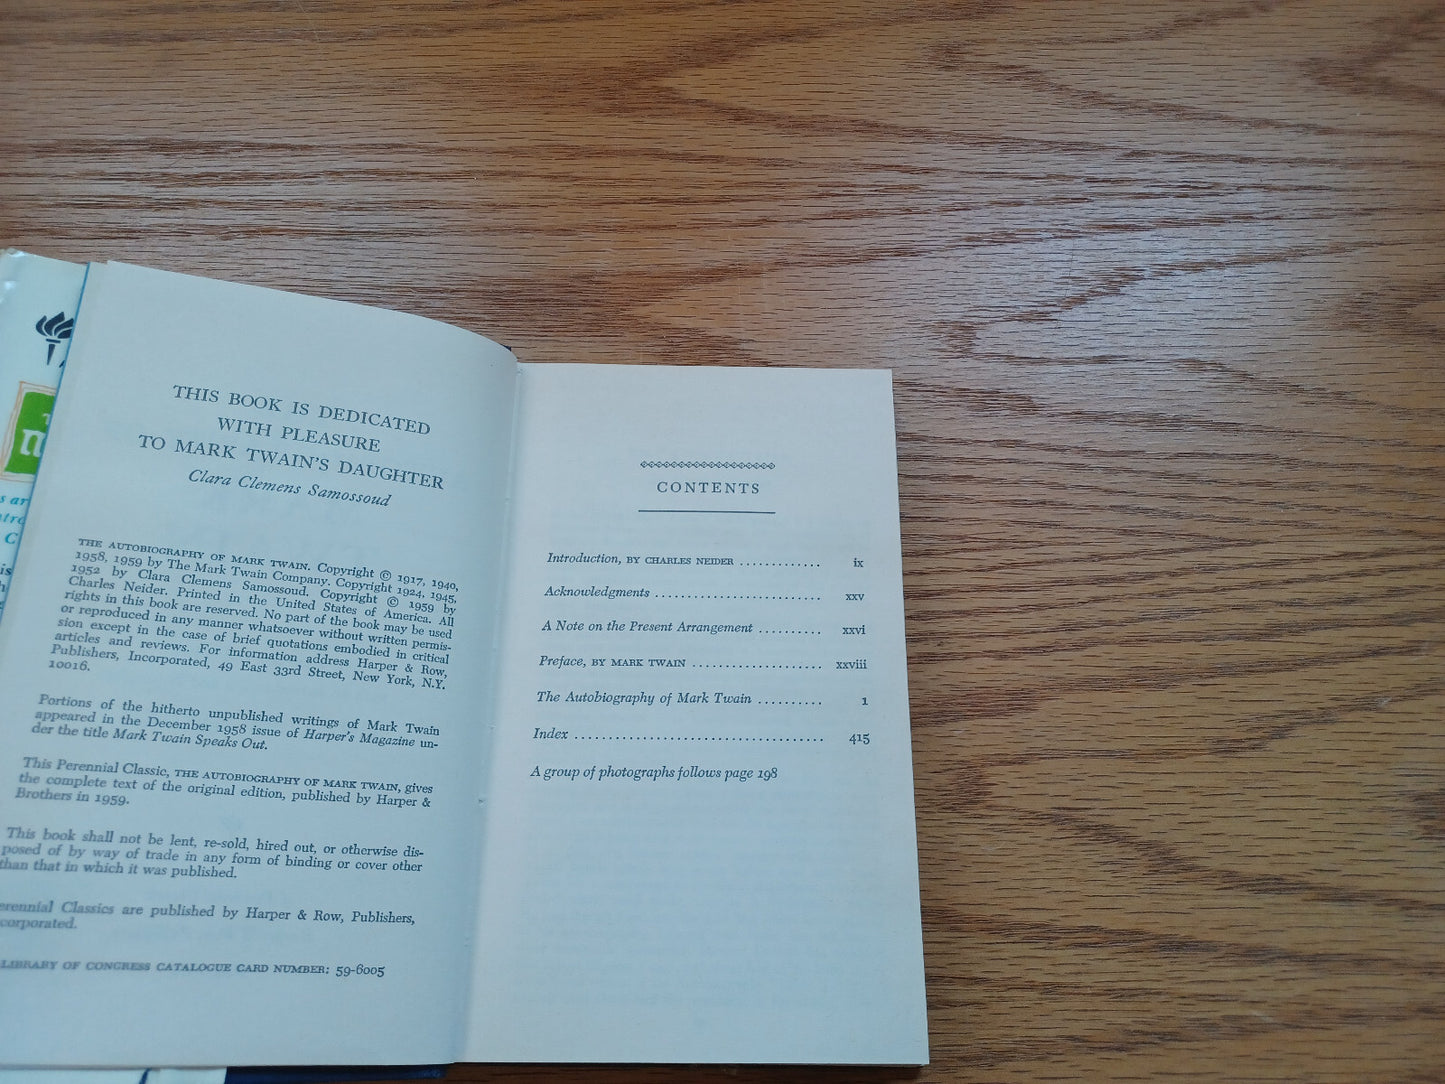 THIS BOOK IS DEDICATED
WITH PLEASURE
TO MARK TWAIN'S DAUGHTER
Clara Clemens Samossoud
THE AUTOBIOGRAPHY OF MARK TWAIN. Copyright © 1917, 1940,
1958, 1959 by The Mark Twain Company. Copyright 1924, 1945,
1952 by Clara Clemens Samossoud. Copyright © 1959 by
Charles Neider. Printed in the United States of America. All
rights in this book are reserved. No part of the book may be used
or reproduced in any manner whatsoever without written permis-
sion except in the case of brief quotations embodied in critical
articles and reviews. For information address Harper & Row,
Publishers, Incorporated, 49 East 33rd Street, New York, N.Y.
10016.
Portions of the hitherto unpublished writings of Mark Twain
appeared in the December 1958 issue of Harper's Magazine un-
der the title Mark Twain Speaks Out.
This Perennial Classic, THE AUTOBIOGRAPHY OF MARK TWAIN, gives
the complete text of the original edition, published by Harper &
Brothers in 1959.
This book shall not be lent, re-sold, hired out, or otherwise dis-
posed of by way of trade in any form of binding or cover other
than that in which it was published.
erennial Classics are published by Harper & Row, Publishers,
corporated.
LIBRARY OF CONGRESS CATALOGUE CARD NUMBER: 59-6005
CONTENTS
Introduction, BY CHARLES NEIDER ............. ix
Acknowledgments ......................... xxv
A Note on the Present Arrangement .......... xxvi
Preface, BY MARK TWAIN .................... xxviii
The Autobiography of Mark Twain .......... 1
Index ...................................... 415
A group of photographs follows page 198